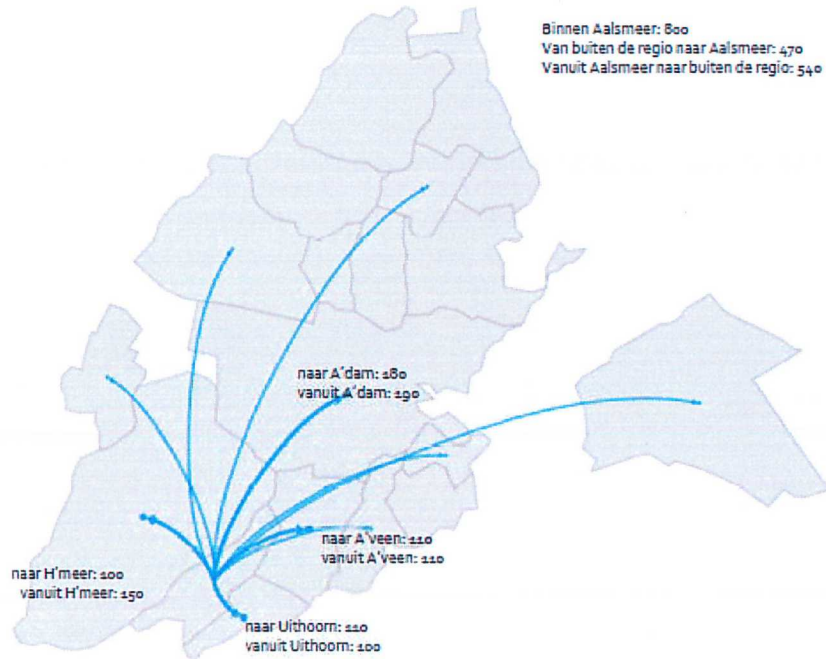 Binnen Aalsmeer: 800
Van buiten de regio naar Aalsmeer: 470
Vanuit Aalsmeer naar buiten de regio: 540
naar A'dam: 180
vanuit A'dam: 190
naar A'veen: 110
vanuit A'veen: 110
naar H'meer: 100
vanuit H'meer: 150
naar Uithoorn: 110
vanuit Uithoorn: 100